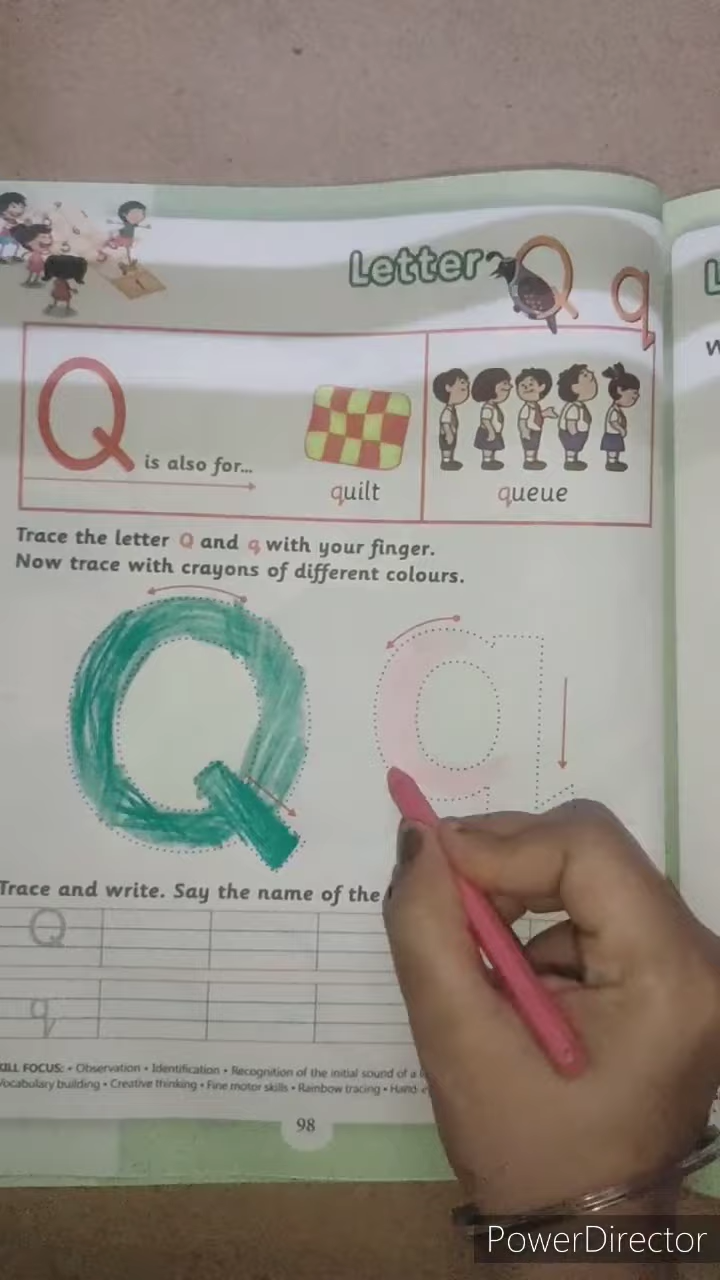 Letter Q q
Q is also for...
quilt
queue
Trace the letter Q and q with your finger.
Now trace with crayons of different colours.
Q q
Trace and write. Say the name of the
Q
q
SKILL FOCUS: • Observation • Identification • Recognition of the initial sound of a
Vocabulary building • Creative thinking • Fine motor skills • Rainbow tracing • Hand
98
PowerDirector